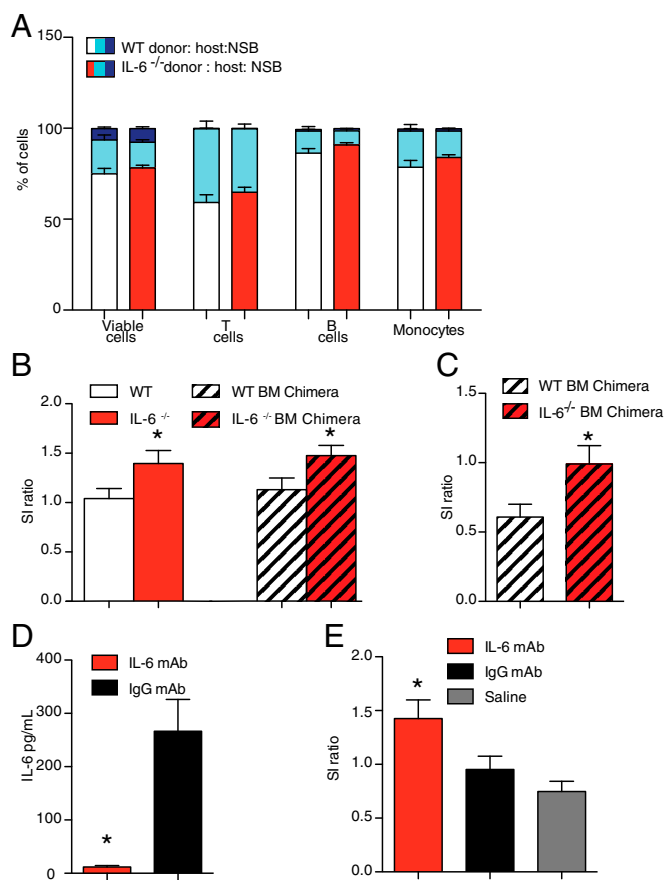 A
150
WT donor: host:NSB
IL-6 -/- donor : host: NSB
100
% of cells
50
0
Viable cells
T cells
B cells
Monocytes
B
WT
WT BM Chimera
IL-6 -/-
IL-6 -/- BM Chimera
2.0
1.5
1.0
0.5
0.0
SI ratio
*
*
C
WT BM Chimera
IL-6-/- BM Chimera
1.5
1.0
0.5
0.0
SI ratio
*
D
IL-6 mAb
IgG mAb
400
300
200
100
0
IL-6 pg/mL
*
E
IL-6 mAb
IgG mAb
Saline
2.0
1.5
1.0
0.5
0.0
SI ratio
*